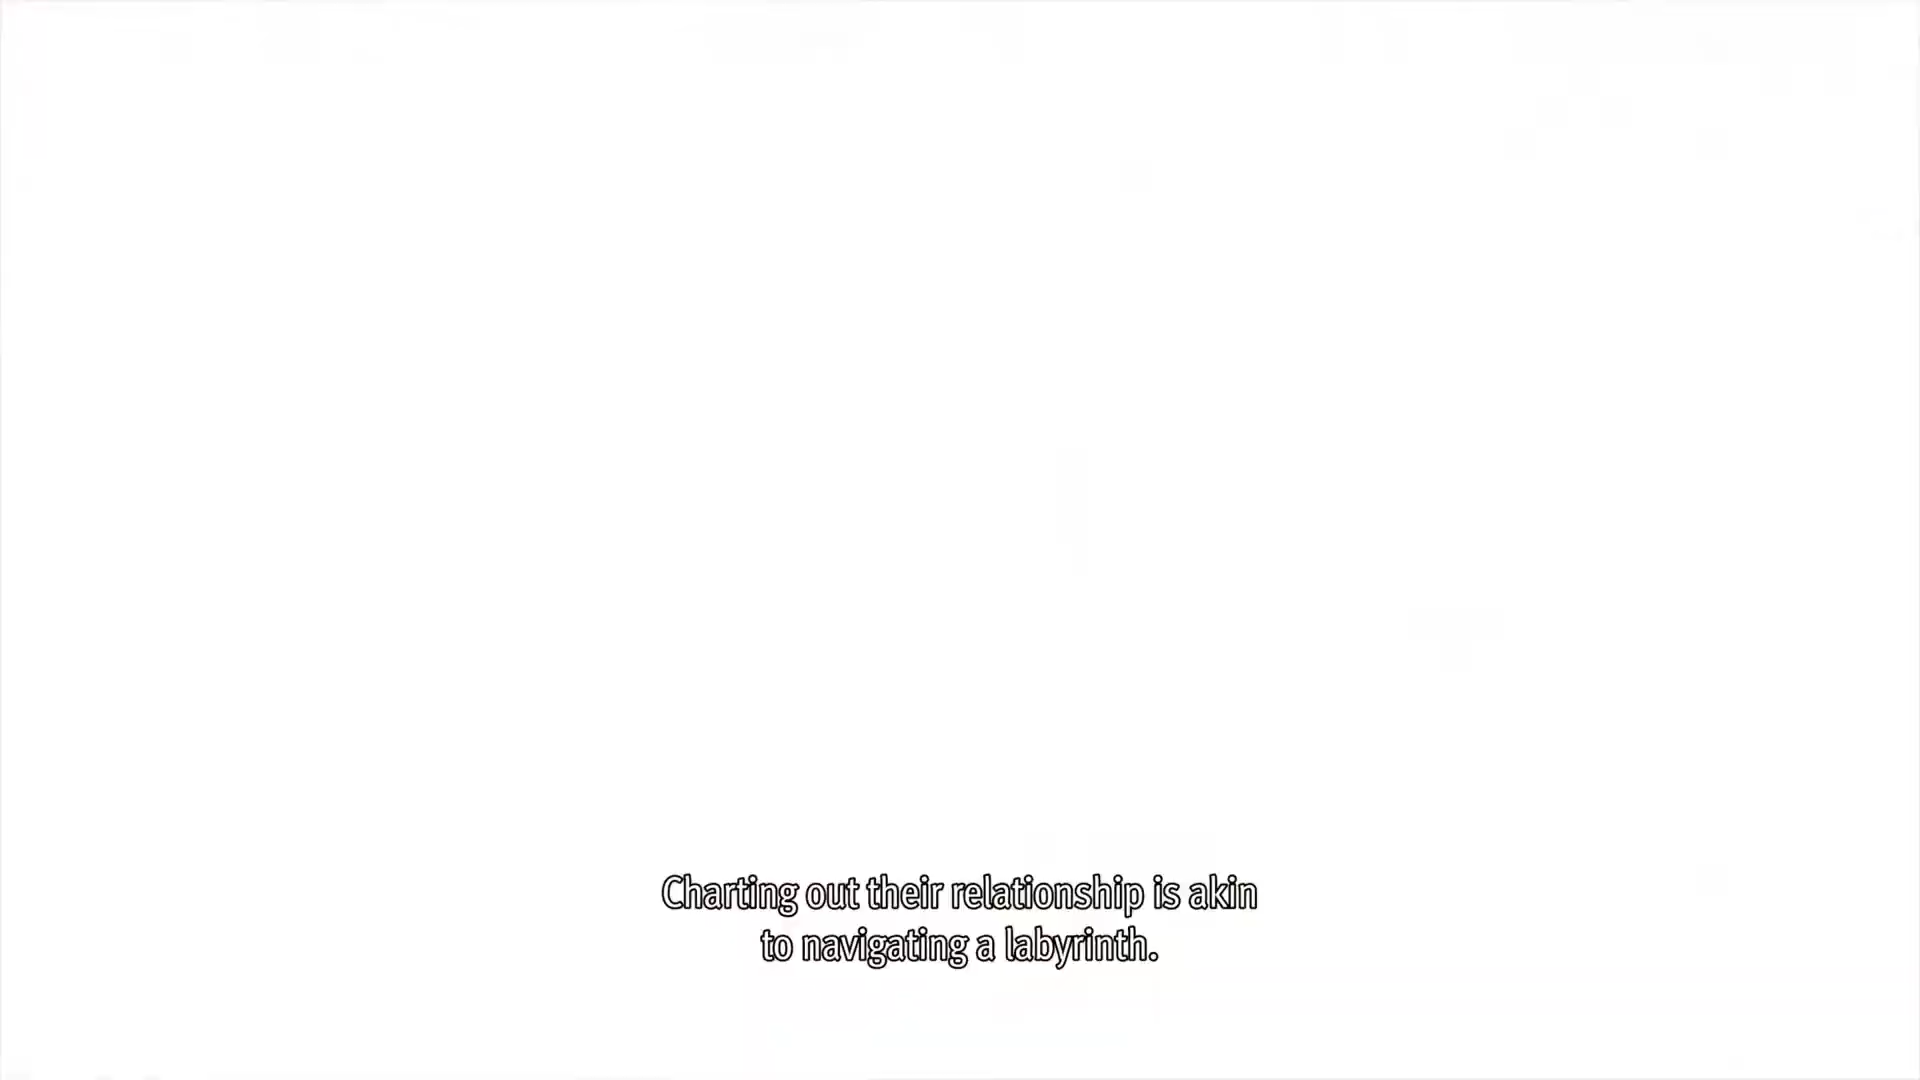 Charting out their relationship is akin
to navigating a labyrinth.